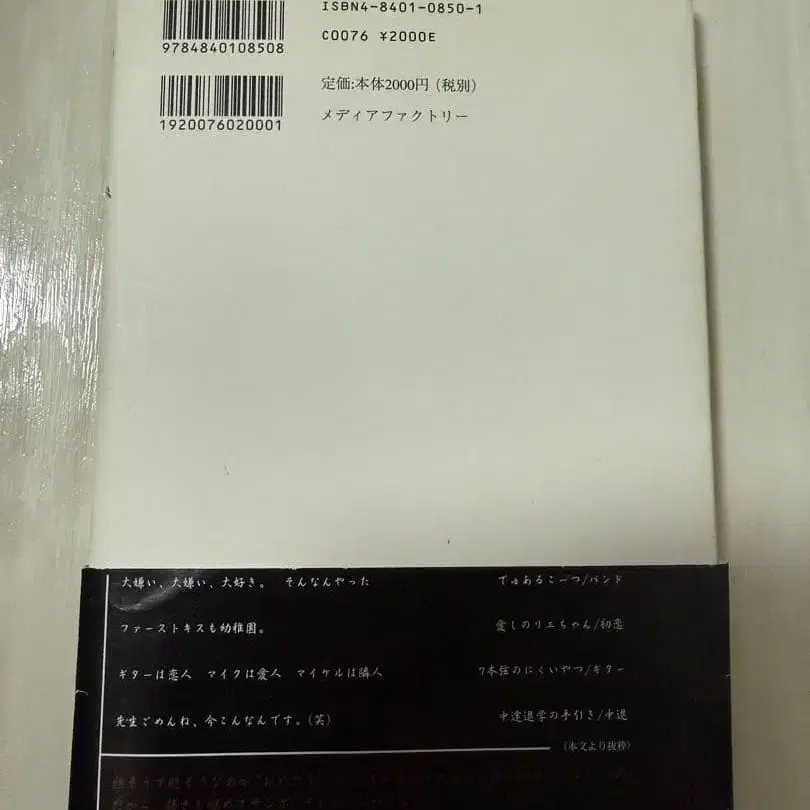 ISBN4-8401-0850-1
9784840108508
C0076 ¥2000E
定価:本体2000円（税別）
メディアファクトリー
1920076020001
大嫌い、大嫌い、大好き。 そんなんやった でゅあるこーつ/バンド
ファーストキスも幼稚園。 愛しのリエちゃん/初恋
ギターは恋人 マイクは愛人 マイケルは隣人 7本弦のにくいやつ/ギター
先生ごめんね、今こんなんです。（笑） 中途退学の手引き/中退
（本文より抜粋）